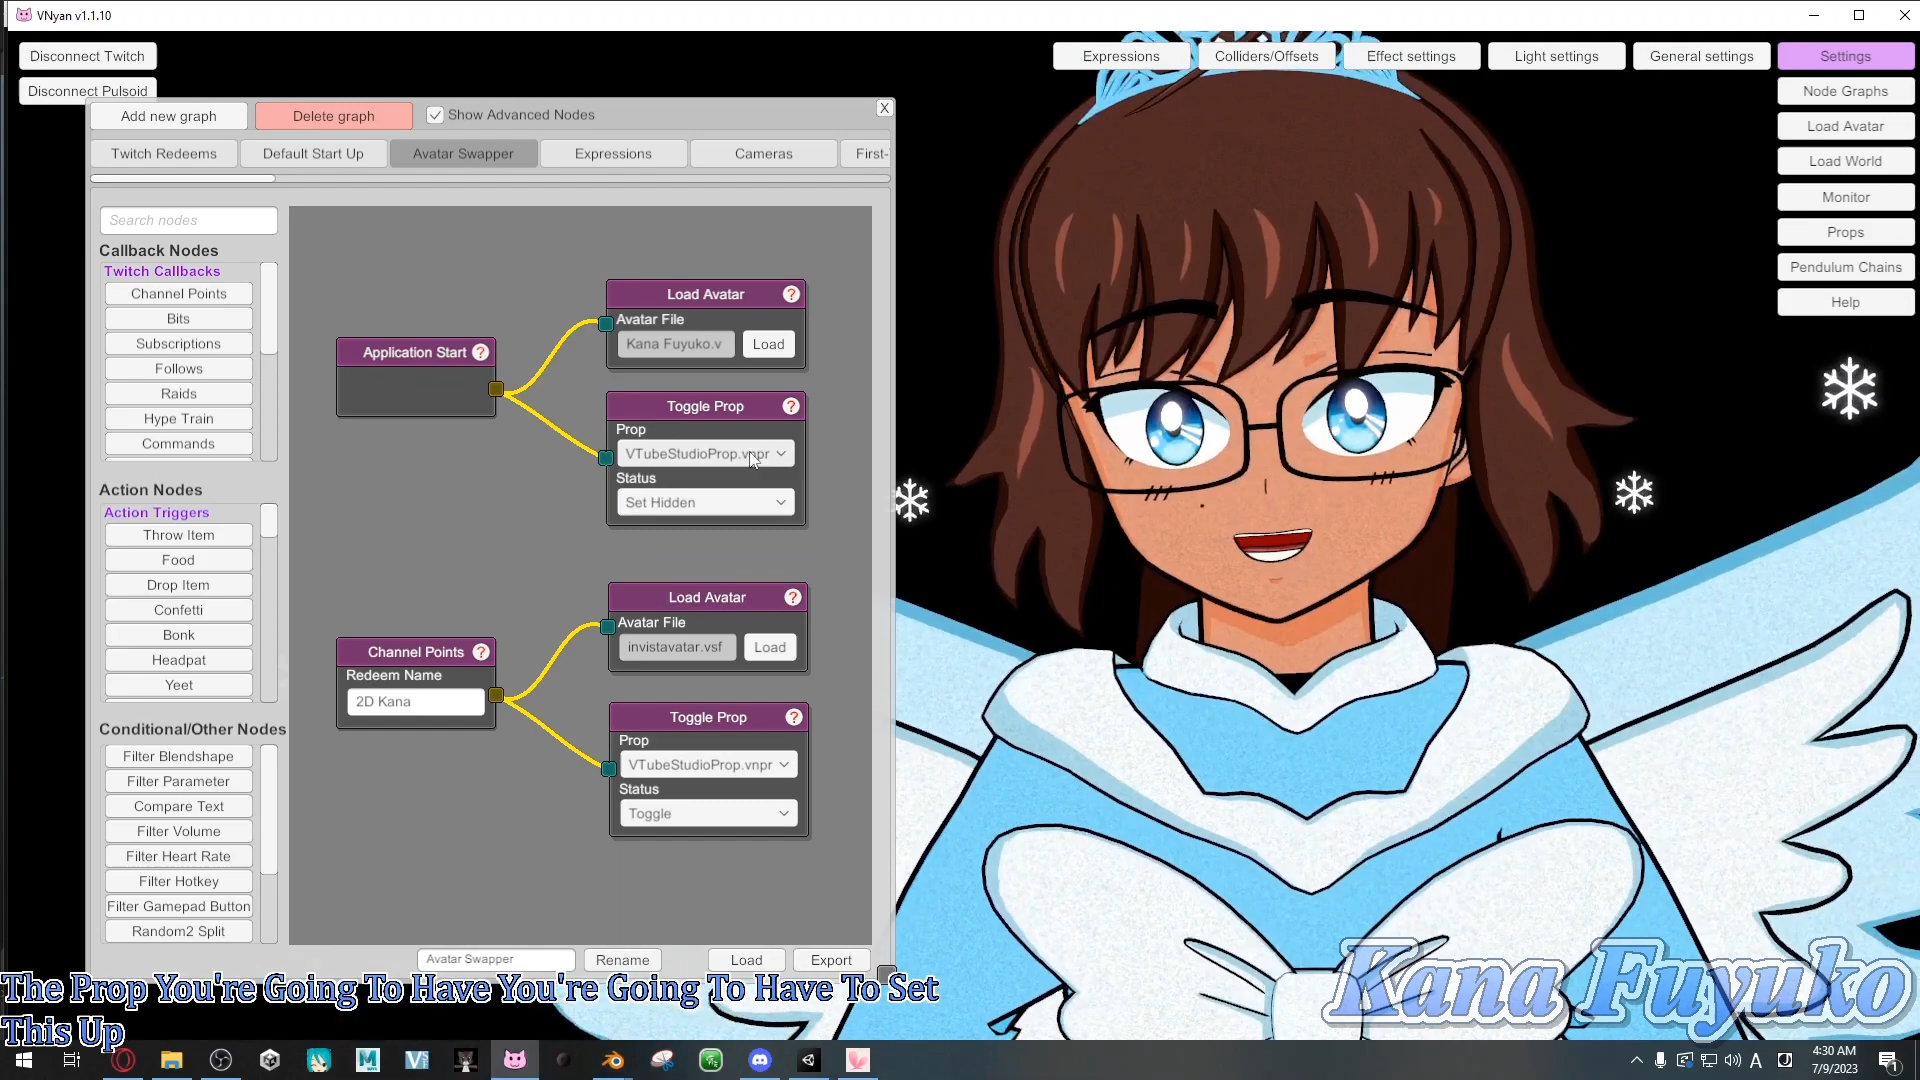 VNyan v1.1.10
Disconnect Twitch
Disconnect Pulsoid
Expressions
Colliders/Offsets
Effect settings
Light settings
General settings
Settings
Node Graphs
Load Avatar
Load World
Monitor
Props
Pendulum Chains
Help
Add new graph
Delete graph
Show Advanced Nodes
X
Twitch Redeems
Default Start Up
Avatar Swapper
Expressions
Cameras
First-
Search nodes
Callback Nodes
Twitch Callbacks
Channel Points
Bits
Subscriptions
Follows
Raids
Hype Train
Commands
Action Nodes
Action Triggers
Throw Item
Food
Drop Item
Confetti
Bonk
Headpat
Yeet
Conditional/Other Nodes
Filter Blendshape
Filter Parameter
Compare Text
Filter Volume
Filter Heart Rate
Filter Hotkey
Filter Gamepad Button
Random2 Split
Application Start ?
Load Avatar ?
Avatar File
Kana Fuyuko.v Load
Toggle Prop ?
Prop
VTubeStudioProp.vnpr
Status
Set Hidden
Channel Points ?
Redeem Name
2D Kana
Load Avatar ?
Avatar File
invistavatar.vsf Load
Toggle Prop ?
Prop
VTubeStudioProp.vnpr
Status
Toggle
Avatar Swapper
Rename
Load
Export
The Prop You're Going To Have You're Going To Have To Set
This Up
Kana Fuyuko
4:30 AM
7/9/2023